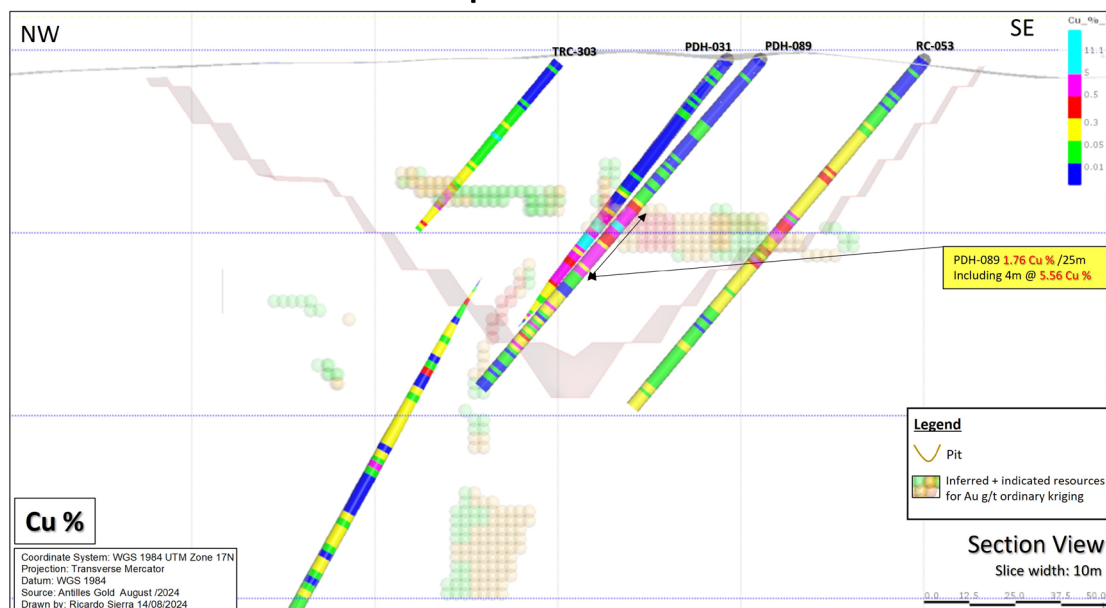 NW
SE
TRC-303
PDH-031
PDH-089
RC-053
Cu_%_
11.1
5
0.5
0.3
0.05
0.01
PDH-089 1.76 Cu % /25m
Including 4m @ 5.56 Cu %
Legend
Pit
Inferred + indicated resources
for Au g/t ordinary kriging
Cu %
Coordinate System: WGS 1984 UTM Zone 17N
Projection: Transverse Mercator
Datum: WGS 1984
Source: Antilles Gold August /2024
Drawn by: Ricardo Sierra 14/08/2024
Section View
Slice width: 10m
0.0 12.5 25.0 37.5 50.0